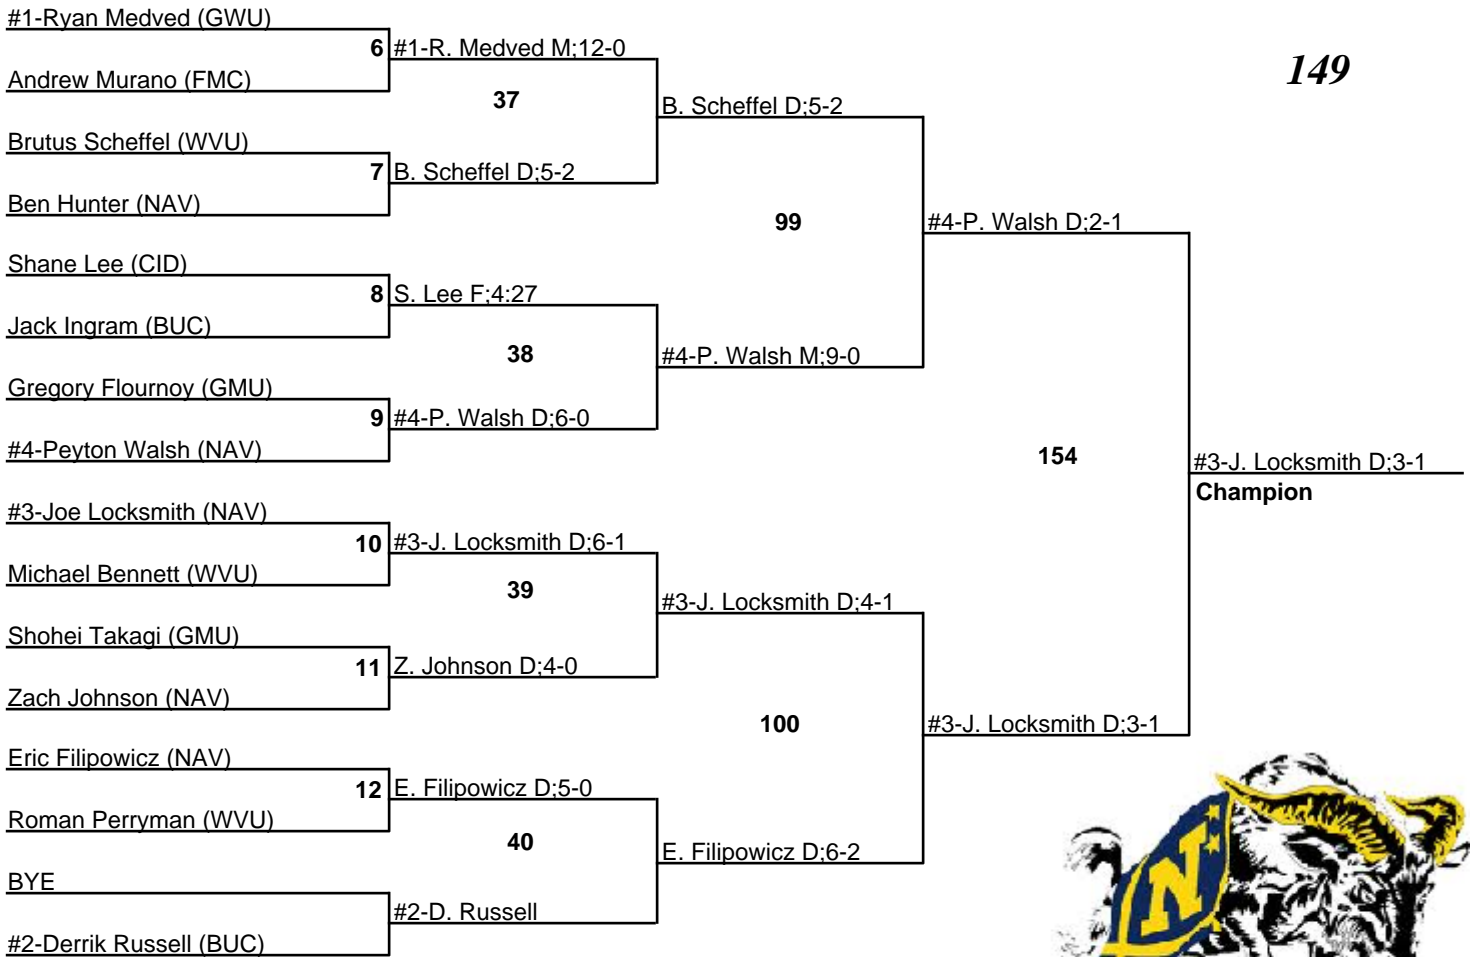 #1-Ryan Medved (GWU)
6 #1-R. Medved M;12-0
149
Andrew Murano (FMC)
37
B. Scheffel D;5-2
Brutus Scheffel (WVU)
7 B. Scheffel D;5-2
Ben Hunter (NAV)
99
#4-P. Walsh D;2-1
Shane Lee (CID)
8 S. Lee F;4:27
Jack Ingram (BUC)
38
#4-P. Walsh M;9-0
Gregory Flournoy (GMU)
9 #4-P. Walsh D;6-0
#4-Peyton Walsh (NAV)
154
#3-J. Locksmith D;3-1
Champion
#3-Joe Locksmith (NAV)
10 #3-J. Locksmith D;6-1
Michael Bennett (WVU)
39
#3-J. Locksmith D;4-1
Shohei Takagi (GMU)
11 Z. Johnson D;4-0
Zach Johnson (NAV)
100
#3-J. Locksmith D;3-1
Eric Filipowicz (NAV)
12 E. Filipowicz D;5-0
Roman Perryman (WVU)
40
E. Filipowicz D;6-2
BYE
#2-D. Russell
#2-Derrik Russell (BUC)
N